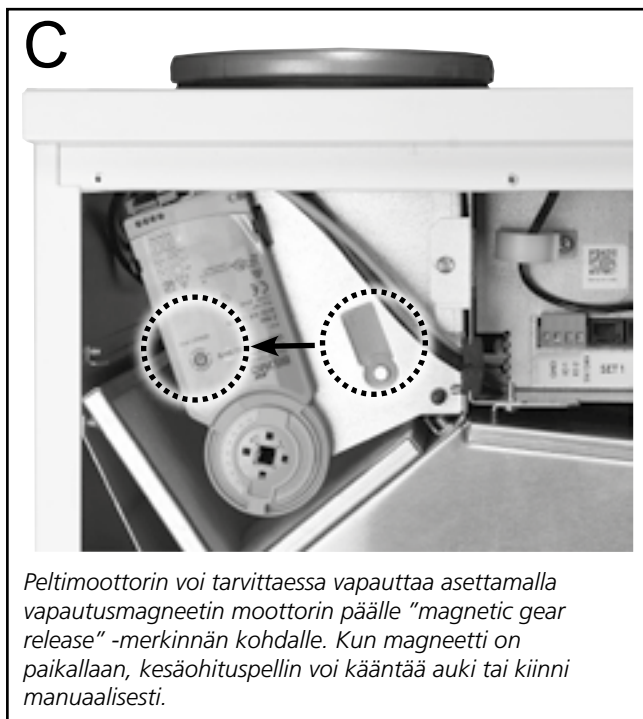 C
GND
SET 1
Peltimoottorin voi tarvittaessa vapauttaa asettamalla
vapautusmagneetin moottorin päälle ”magnetic gear
release” -merkinnän kohdalle. Kun magneetti on
paikallaan, kesäohituspellin voi kääntää auki tai kiinni
manuaalisesti.